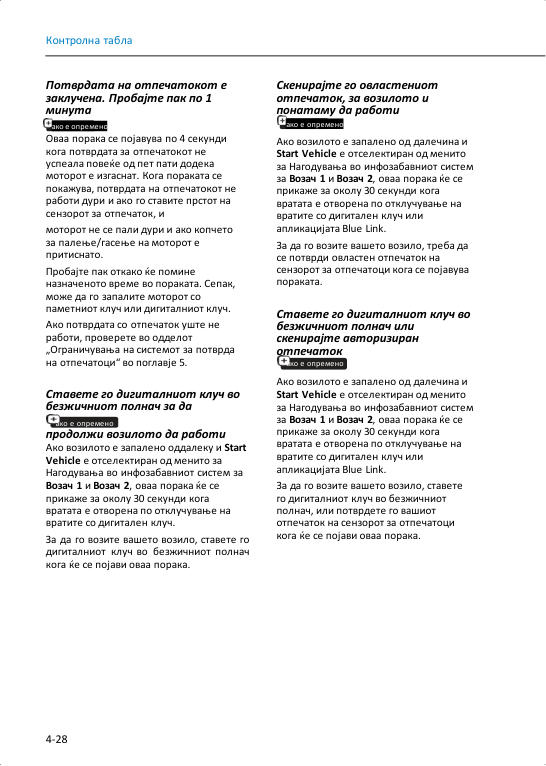 Контролна табла
Потврдата на отпечатокот е
заклучена. Пробајте пак по 1
минута
ако е опремено
Оваа порака се појавува по 4 секунди
кога потврдата за отпечатокот не
успеала повеќе од пет пати додека
моторот е изгаснат. Кога пораката се
покажува, потврдата на отпечатокот не
работи дури и ако го ставите прстот на
сензорот за отпечаток, и
моторот не се пали дури и ако копчето
за палење/гасење на моторот е
притиснато.
Пробајте пак откако ќе помине
назначеното време во пораката. Сепак,
може да го запалите моторот со
паметниот клуч или дигиталниот клуч.
Ако потврдата со отпечаток уште не
работи, проверете во одделот
„Ограничувања на системот за потврда
на отпечатоци“ во поглавје 5.
Ставете го дигиталниот клуч во
безжичниот полнач за да
ако е опремено
продолжи возилото да работи
Ако возилото е запалено оддалеку и Start
Vehicle е отселектиран од менито за
Нагодувања во инфозабавниот систем за
Возач 1 и Возач 2, оваа порака ќе се
прикаже за околу 30 секунди кога
вратата е отворена по отклучување на
вратите со дигитален клуч.
За да го возите вашето возило, ставете го
дигиталниот клуч во безжичниот полнач
кога ќе се појави оваа порака.
Скенирајте го овластениот
отпечаток, за возилото и
понатаму да работи
ако е опремено
Ако возилото е запалено од далечина и
Start Vehicle е отселектиран од менито
за Нагодувања во инфозабавниот систем
за Возач 1 и Возач 2, оваа порака ќе се
прикаже за околу 30 секунди кога
вратата е отворена по отклучување на
вратите со дигитален клуч или
апликацијата Blue Link.
За да го возите вашето возило, треба да
се потврди овластен отпечаток на
сензорот за отпечатоци кога се појавува
пораката.
Ставете го дигиталниот клуч во
безжичниот полнач или
скенирајте авторизиран
отпечаток
ако е опремено
Ако возилото е запалено од далечина и
Start Vehicle е отселектиран од менито
за Нагодувања во инфозабавниот систем
за Возач 1 и Возач 2, оваа порака ќе се
прикаже за околу 30 секунди кога
вратата е отворена по отклучување на
вратите со дигитален клуч или
апликацијата Blue Link.
За да го возите вашето возило, ставете
го дигиталниот клуч во безжичниот
полнач, или потврдете го вашиот
отпечаток на сензорот за отпечатоци
кога ќе се појави оваа порака.
4-28